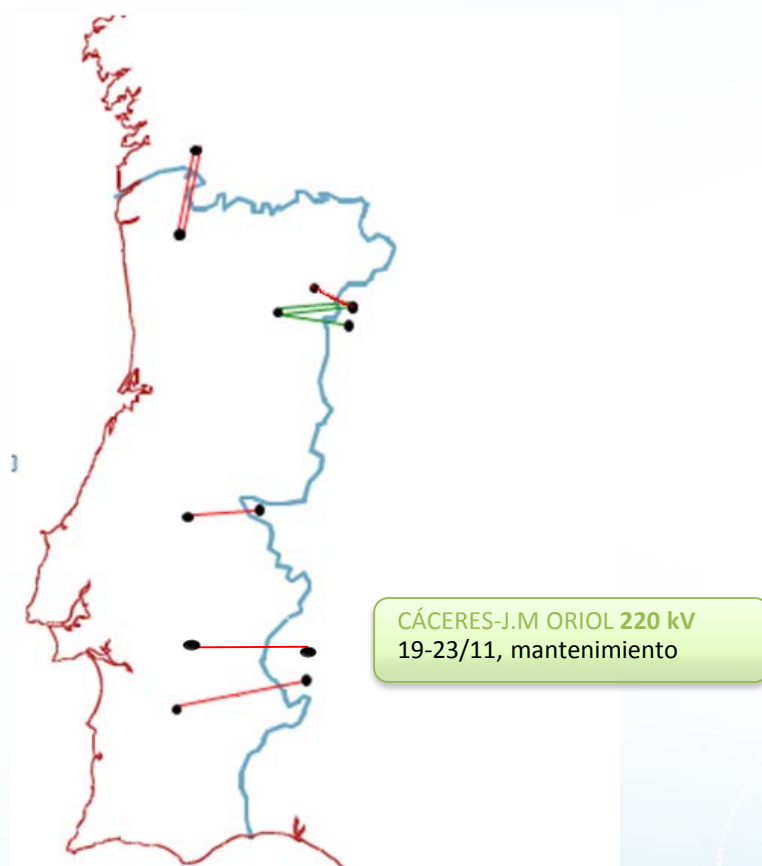 CÁCERES-J.M ORIOL 220 kV
19-23/11, mantenimiento